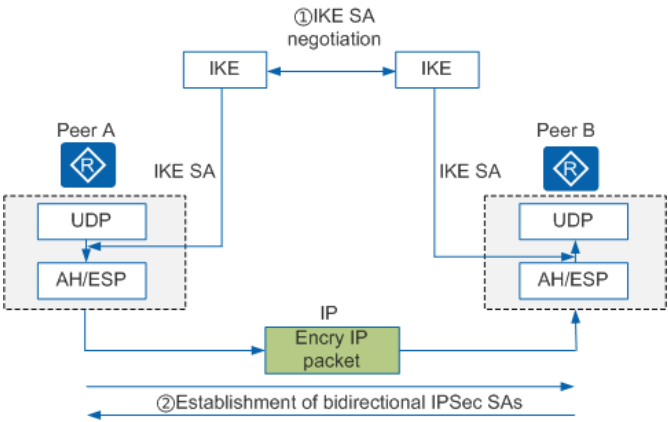 ①IKE SA
negotiation
IKE
IKE
Peer A
Peer B
R
R
IKE SA
IKE SA
UDP
UDP
AH/ESP
AH/ESP
IP
Encry IP
packet
②Establishment of bidirectional IPSec SAs